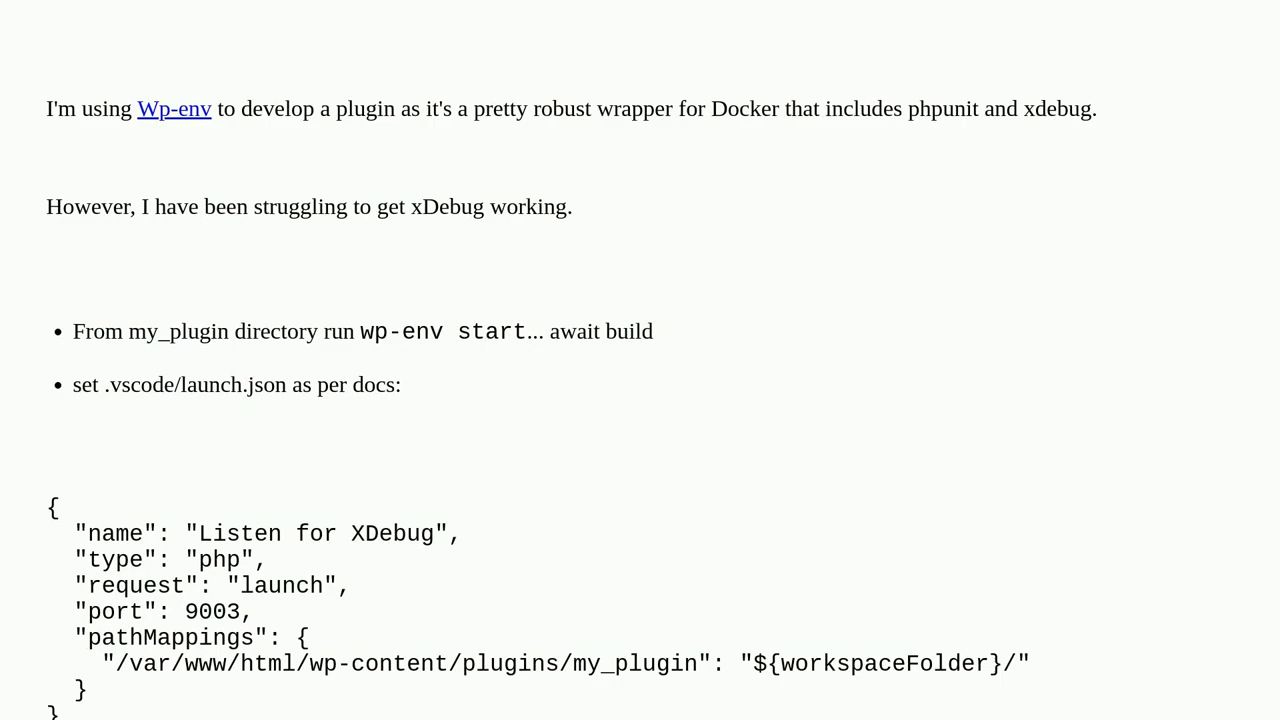 I'm using Wp-env to develop a plugin as it's a pretty robust wrapper for Docker that includes phpunit and xdebug.
However, I have been struggling to get xDebug working.
• From my_plugin directory run wp-env start... await build
• set .vscode/launch.json as per docs:
{
  "name": "Listen for XDebug",
  "type": "php",
  "request": "launch",
  "port": 9003,
  "pathMappings": {
    "/var/www/html/wp-content/plugins/my_plugin": "${workspaceFolder}/"
  }
}